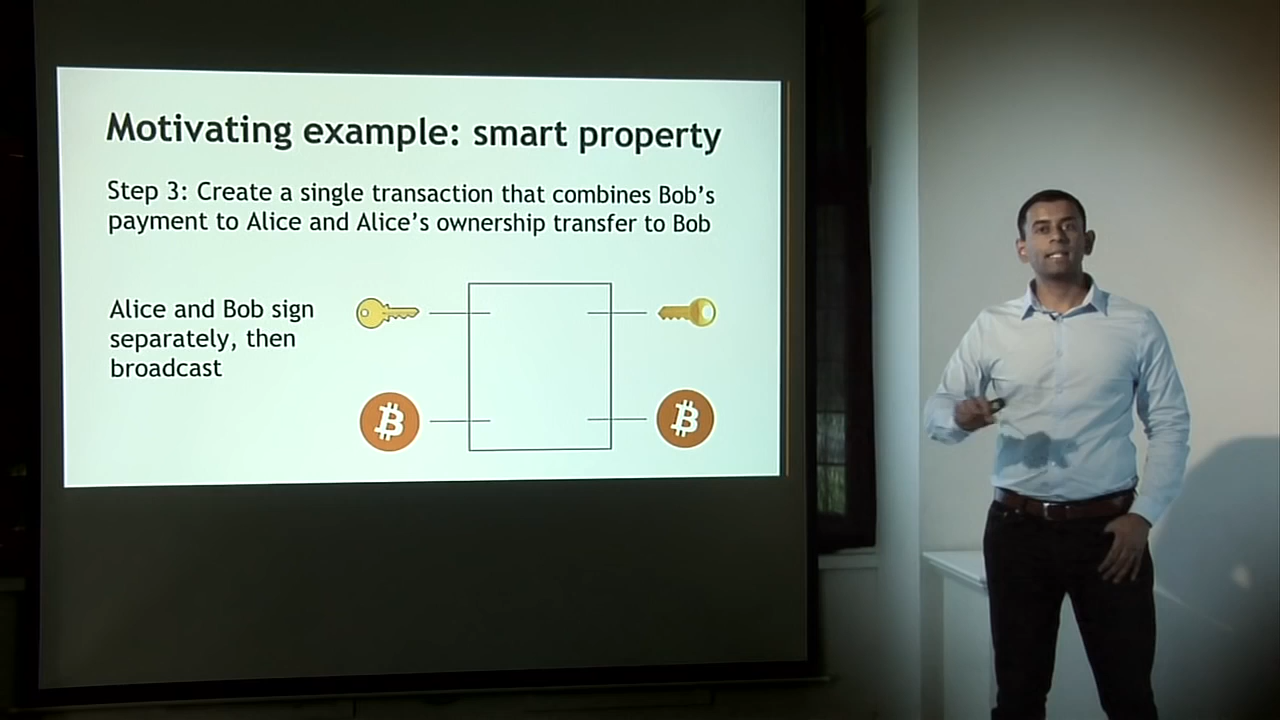 Motivating example: smart property
Step 3: Create a single transaction that combines Bob’s
payment to Alice and Alice’s ownership transfer to Bob
Alice and Bob sign
separately, then
broadcast